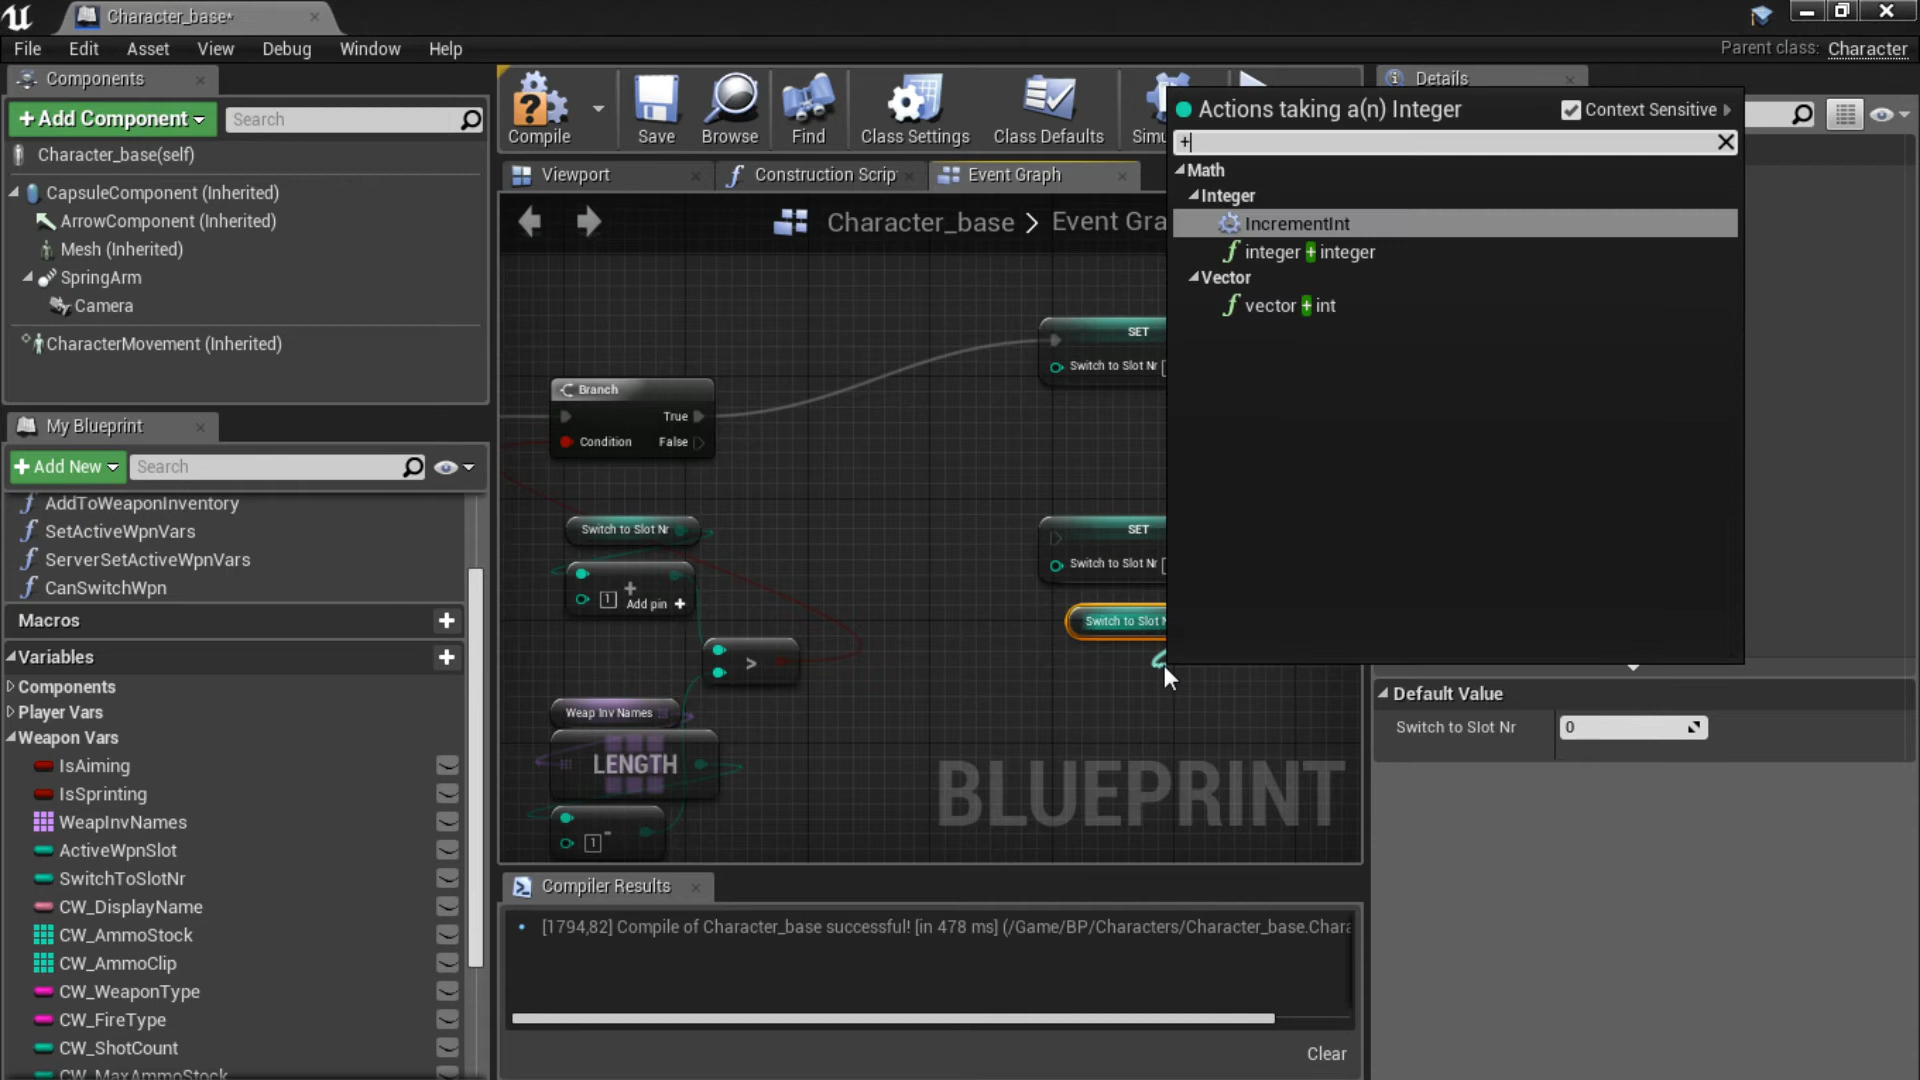 Character_base*
File Edit Asset View Debug Window Help
Parent class: Character
Components
+Add Component
Search
Character_base(self)
CapsuleComponent (Inherited)
ArrowComponent (Inherited)
Mesh (Inherited)
SpringArm
Camera
CharacterMovement (Inherited)
My Blueprint
+Add New
Search
AddToWeaponInventory
SetActiveWpnVars
ServerSetActiveWpnVars
CanSwitchWpn
Macros
Variables
Components
Player Vars
Weapon Vars
IsAiming
IsSprinting
WeapInvNames
ActiveWpnSlot
SwitchToSlotNr
CW_DisplayName
CW_AmmoStock
CW_AmmoClip
CW_WeaponType
CW_FireType
CW_ShotCount
CW_MaxAmmoStock
Compile
Save
Browse
Find
Class Settings
Class Defaults
Simu
Viewport
Construction Scrip
Event Graph
Character_base > Event Gra
Branch
True
Condition False
SET
Switch to Slot Nr
Switch to Slot Nr
+
1 Add pin +
>
Weap Inv Names
LENGTH
1 -
SET
Switch to Slot Nr
Switch to Slot N
BLUEPRINT
Compiler Results
[1794,82] Compile of Character_base successful! [in 478 ms] (/Game/BP/Characters/Character_base.Chara
Clear
Details
Actions taking a(n) Integer
Context Sensitive
+
Math
Integer
IncrementInt
integer + integer
Vector
vector + int
Default Value
Switch to Slot Nr 0